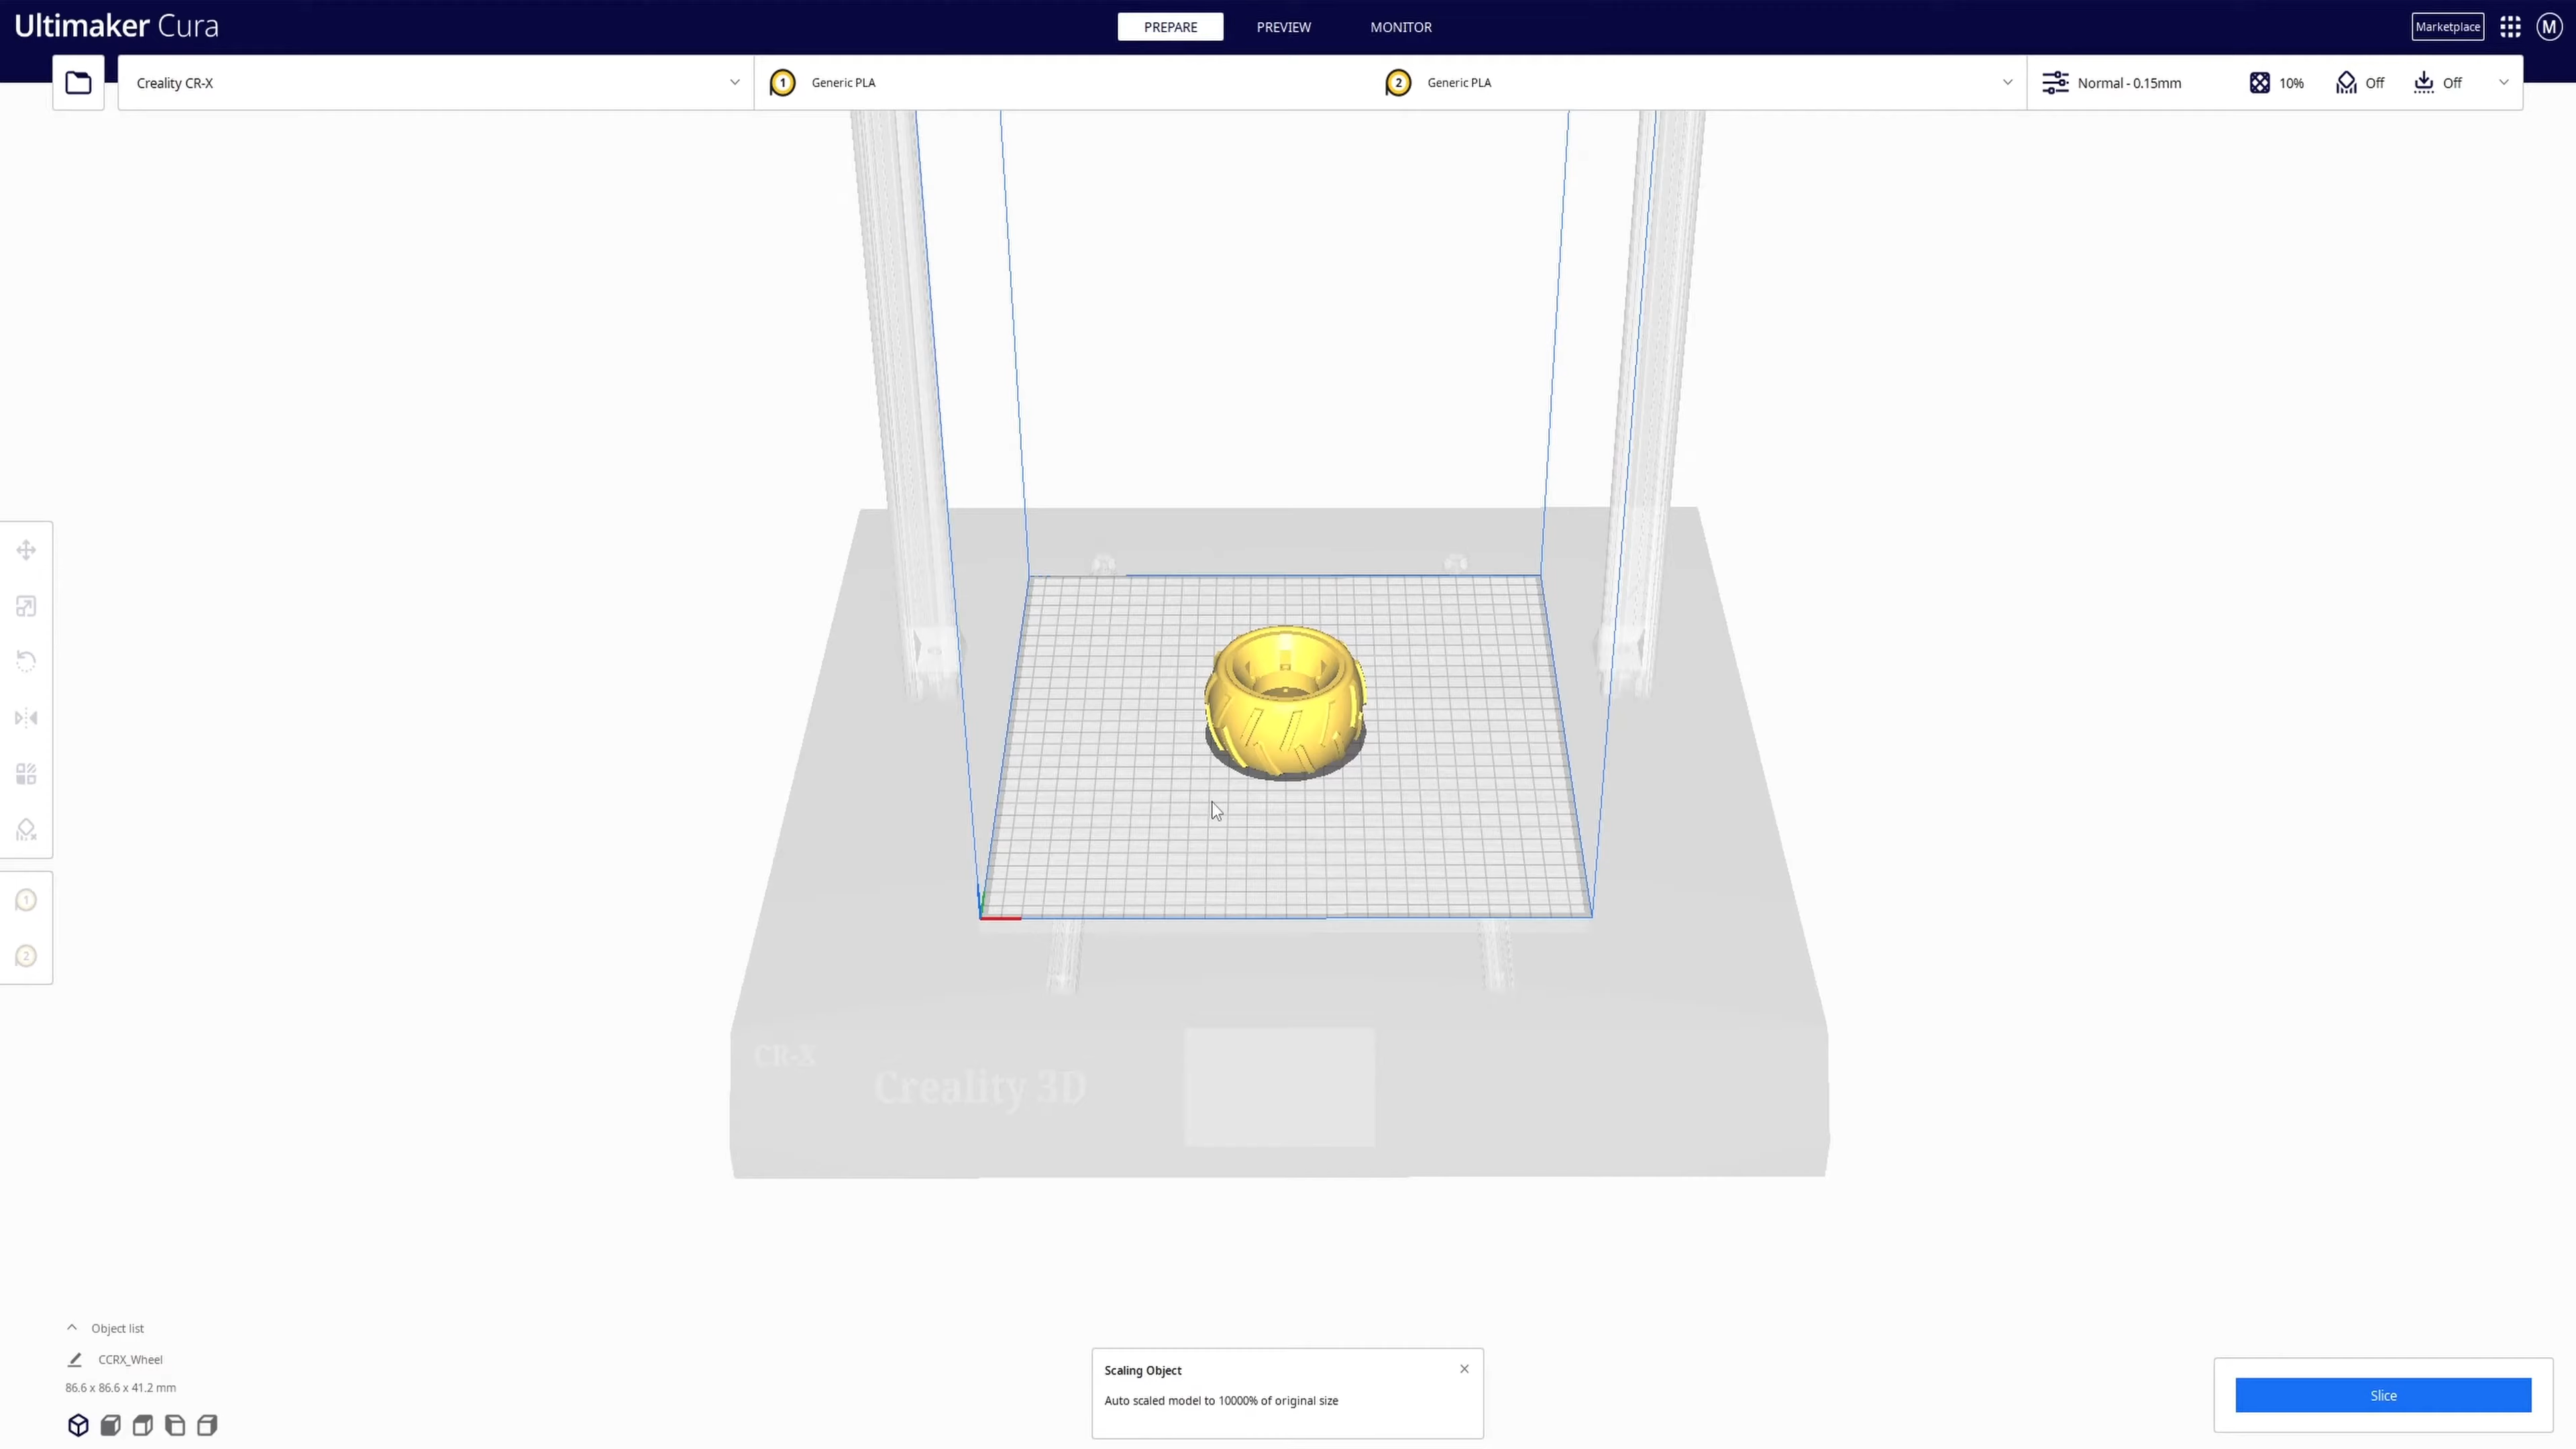 Ultimaker Cura
PREPARE
PREVIEW
MONITOR
Marketplace
M
Creality CR-X
1
Generic PLA
2
Generic PLA
Normal - 0.15mm
10%
Off
Off
1
2
CR-X
Creality 3D
Object list
CCRX_Wheel
86.6 x 86.6 x 41.2 mm
Scaling Object
Auto scaled model to 10000% of original size
Slice